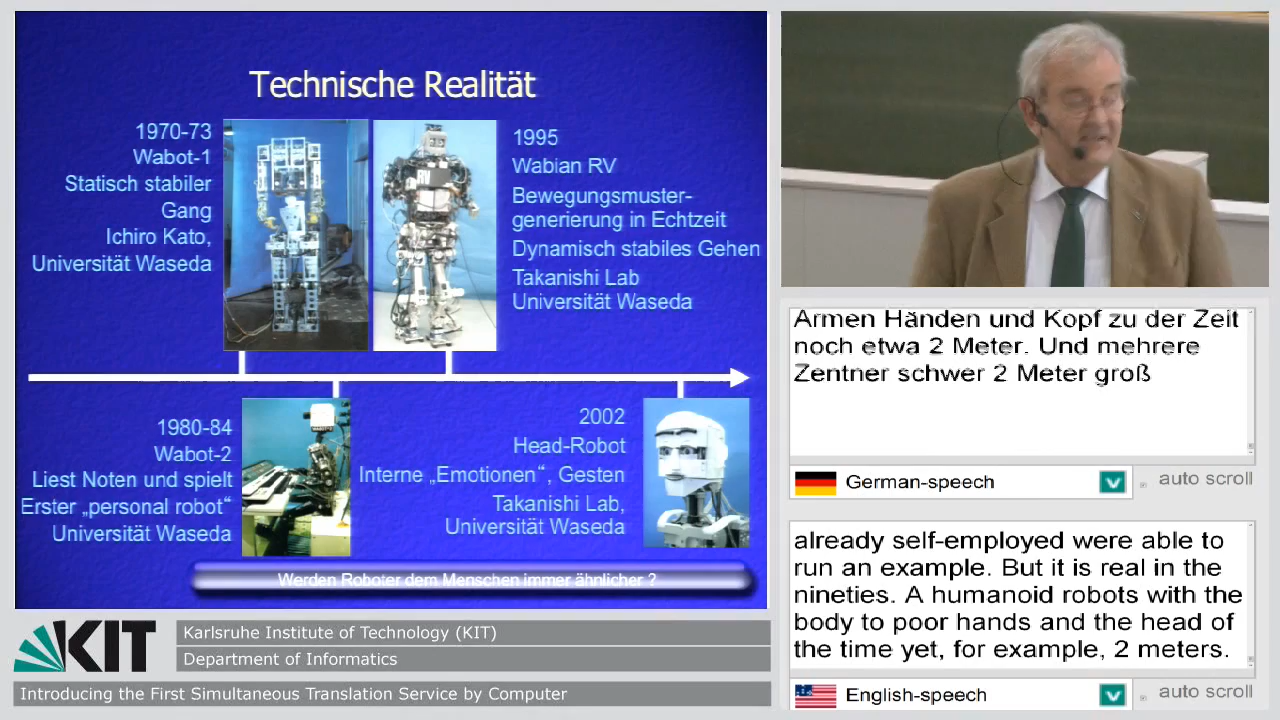 Technische Realität
1970-73
Wabot-1
Statisch stabiler
Gang
Ichiro Kato,
Universität Waseda
RV
1995
Wabian RV
Bewegungsmuster-
generierung in Echtzeit
Dynamisch stabiles Gehen
Takanishi Lab
Universität Waseda
1980-84
Wabot-2
Liest Noten und spielt
Erster „personal robot“
Universität Waseda
2002
Head-Robot
Interne „Emotionen“, Gesten
Takanishi Lab,
Universität Waseda
Werden Roboter dem Menschen immer ähnlicher ?
Armen Händen und Kopf zu der Zeit
noch etwa 2 Meter. Und mehrere
Zentner schwer 2 Meter groß
German-speech
auto scroll
already self-employed were able to
run an example. But it is real in the
nineties. A humanoid robots with the
body to poor hands and the head of
the time yet, for example, 2 meters.
English-speech
auto scroll
KIT
Karlsruhe Institute of Technology (KIT)
Department of Informatics
Introducing the First Simultaneous Translation Service by Computer